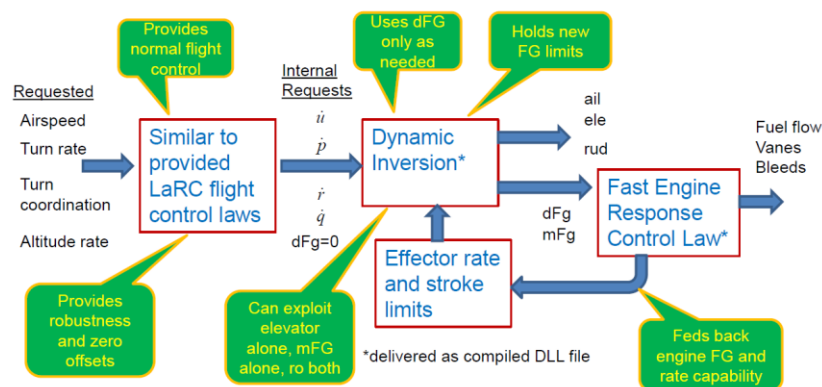 Provides
normal flight
control
Uses dFG
only as
needed
Holds new
FG limits
Requested
Airspeed
Turn rate
Turn
coordination
Altitude rate
Similar to
provided
LaRC flight
control laws
Internal
Requests
u̇
ṗ
ṙ
q̇
dFg=0
Dynamic
Inversion*
ail
ele
rud
dFg
mFg
Fast Engine
Response
Control Law*
Fuel flow
Vanes
Bleeds
Effector rate
and stroke
limits
Provides
robustness
and zero
offsets
Can exploit
elevator
alone, mFG
alone, ro both
*delivered as compiled DLL file
Feds back
engine FG and
rate capability